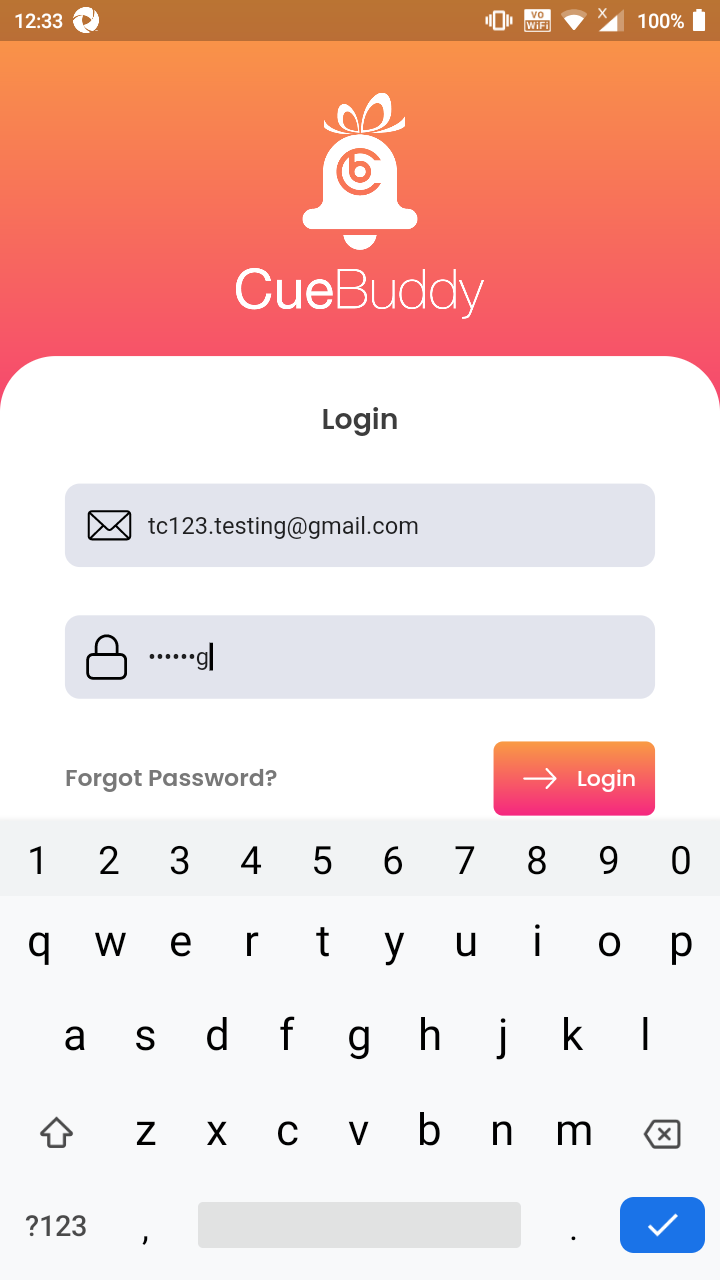 12:33 VO WiFi X 100%
CueBuddy
Login
tc123.testing@gmail.com
••••••g
Forgot Password? Login
1 2 3 4 5 6 7 8 9 0
q w e r t y u i o p
a s d f g h j k l
z x c v b n m
?123 , .